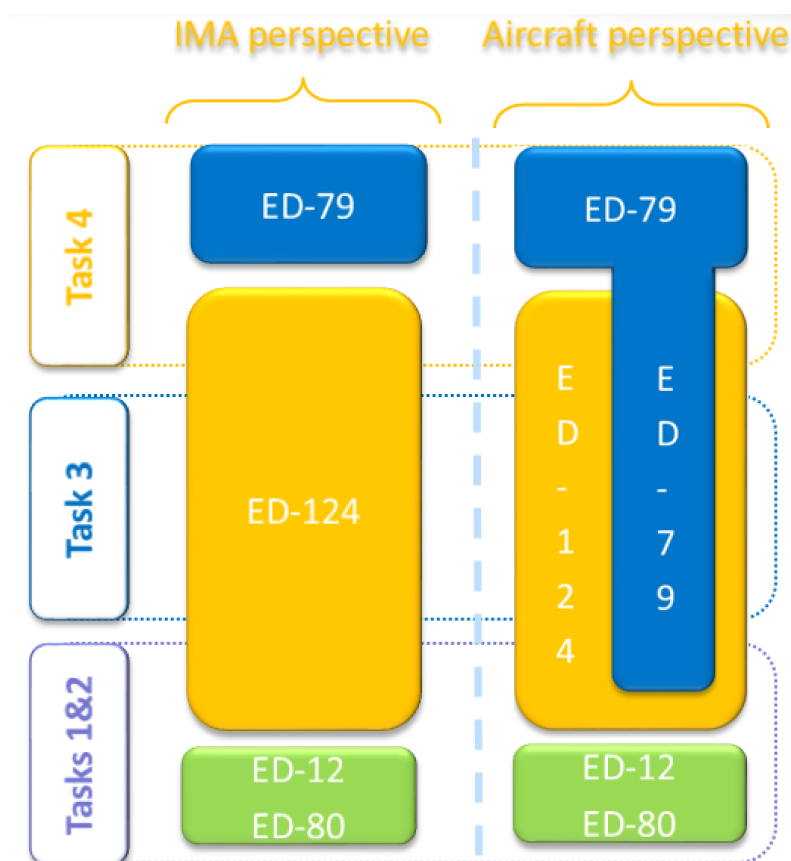 IMA perspective
Aircraft perspective
Task 4
ED-79
ED-79
Task 3
ED-124
E
D
-
1
2
4
E
D
-
7
9
Tasks 1&2
ED-12
ED-80
ED-12
ED-80